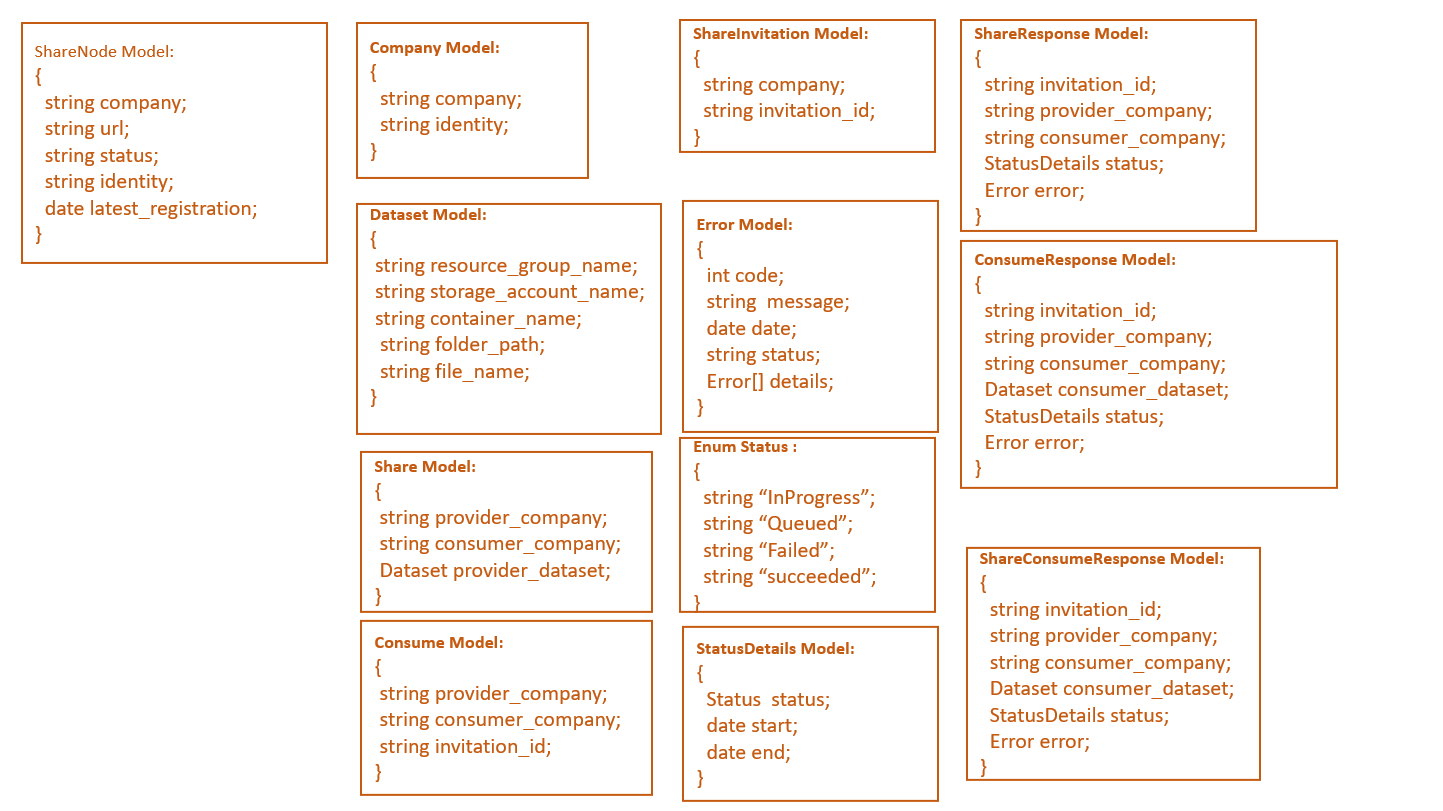 ShareNode Model:
{
string company;
string url;
string status;
string identity;
date latest_registration;
}
Company Model:
{
string company;
string identity;
}
Dataset Model:
{
string resource_group_name;
string storage_account_name;
string container_name;
string folder_path;
string file_name;
}
Share Model:
{
string provider_company;
string consumer_company;
Dataset provider_dataset;
}
Consume Model:
{
string provider_company;
string consumer_company;
string invitation_id;
}
ShareInvitation Model:
{
string company;
string invitation_id;
}
Error Model:
{
int code;
string  message;
date date;
string status;
Error[] details;
}
Enum Status :
{
string “InProgress”;
string “Queued”;
string “Failed”;
string “succeeded”;
}
StatusDetails Model:
{
Status  status;
date start;
date end;
}
ShareResponse Model:
{
string invitation_id;
string provider_company;
string consumer_company;
StatusDetails status;
Error error;
}
ConsumeResponse Model:
{
string invitation_id;
string provider_company;
string consumer_company;
Dataset consumer_dataset;
StatusDetails status;
Error error;
}
ShareConsumeResponse Model:
{
string invitation_id;
string provider_company;
string consumer_company;
Dataset consumer_dataset;
StatusDetails status;
Error error;
}